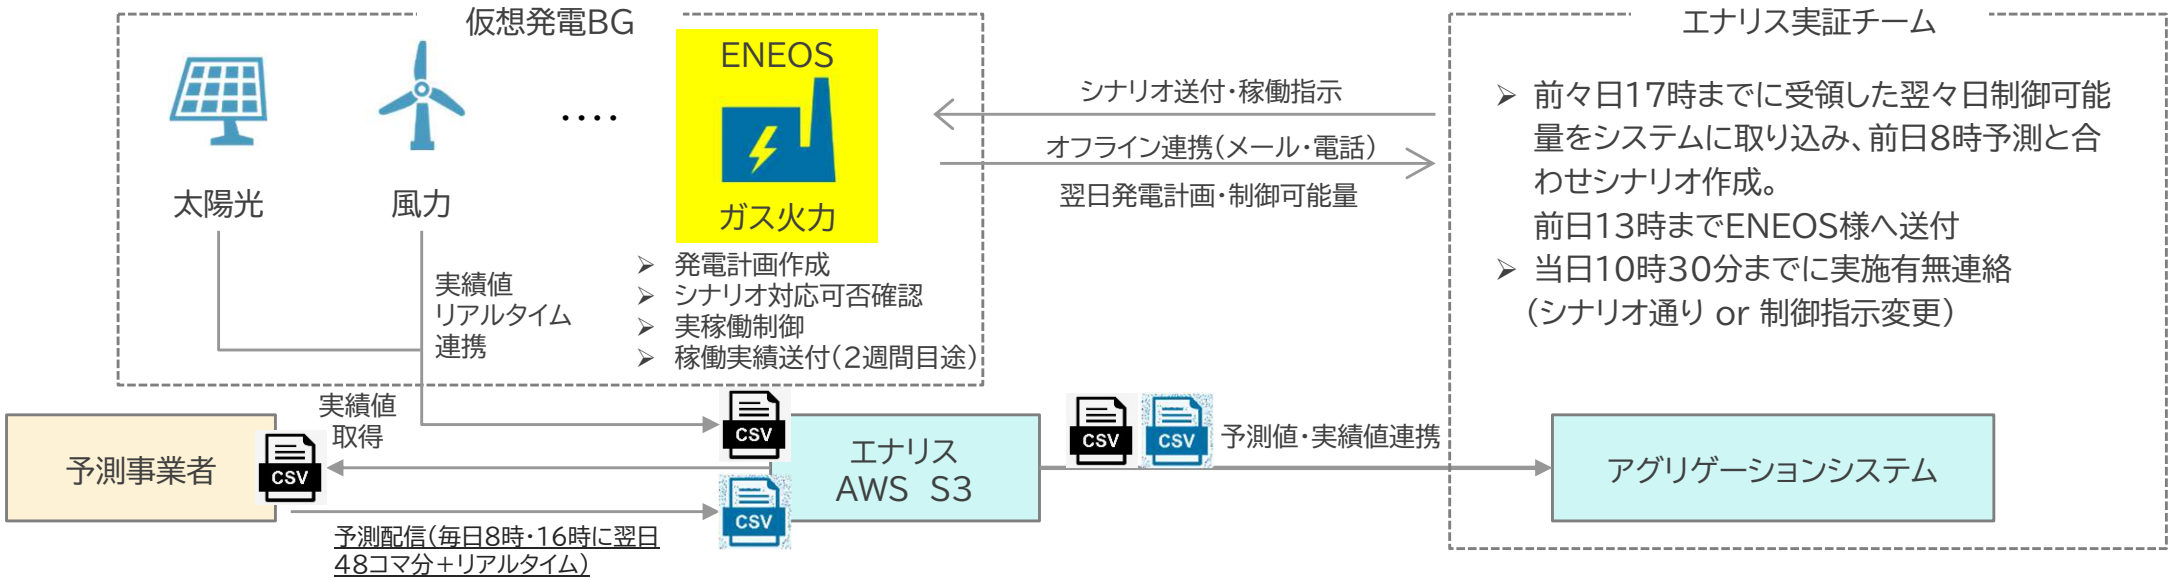 仮想発電BG
太陽光
風力
‥‥
ENEOS
ガス火力
➢ 発電計画作成
➢ シナリオ対応可否確認
➢ 実稼働制御
➢ 稼働実績送付(2週間目途)
実績値
リアルタイム
連携
シナリオ送付・稼働指示
オフライン連携(メール・電話)
翌日発電計画・制御可能量
エナリス実証チーム
➢ 前々日17時までに受領した翌々日制御可能
量をシステムに取り込み、前日8時予測と合
わせシナリオ作成。
前日13時までENEOS様へ送付
➢ 当日10時30分までに実施有無連絡
(シナリオ通り or 制御指示変更)
予測事業者
実績値
取得
CSV
CSV
CSV
予測配信(毎日8時・16時に翌日
48コマ分+リアルタイム)
エナリス
AWS S3
CSV
CSV
予測値・実績値連携
アグリゲーションシステム